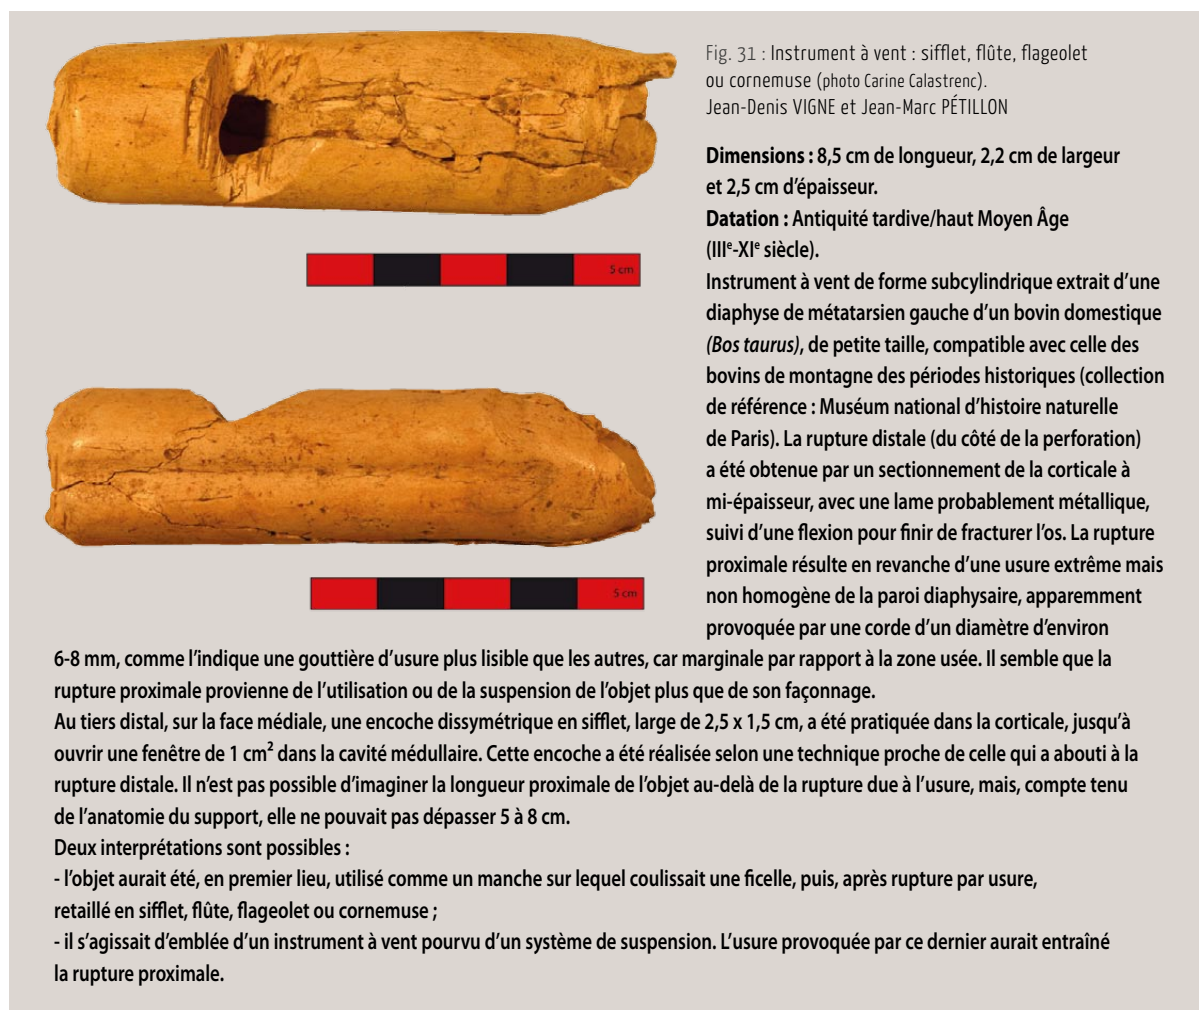 Fig. 31 : Instrument à vent : sifflet, flûte, flageolet
ou cornemuse (photo Carine Calastrenc).
Jean-Denis VIGNE et Jean-Marc PÉTILLON
Dimensions : 8,5 cm de longueur, 2,2 cm de largeur
et 2,5 cm d'épaisseur.
Datation : Antiquité tardive/haut Moyen Âge
(IIIe-XIe siècle).
Instrument à vent de forme subcylindrique extrait d'une
diaphyse de métatarsien gauche d'un bovin domestique
(Bos taurus), de petite taille, compatible avec celle des
bovins de montagne des périodes historiques (collection
de référence : Muséum national d'histoire naturelle
de Paris). La rupture distale (du côté de la perforation)
a été obtenue par un sectionnement de la corticale à
mi-épaisseur, avec une lame probablement métallique,
suivi d'une flexion pour finir de fracturer l'os. La rupture
proximale résulte en revanche d'une usure extrême mais
non homogène de la paroi diaphysaire, apparemment
provoquée par une corde d'un diamètre d'environ
6-8 mm, comme l'indique une gouttière d'usure plus lisible que les autres, car marginale par rapport à la zone usée. Il semble que la
rupture proximale provienne de l'utilisation ou de la suspension de l'objet plus que de son façonnage.
Au tiers distal, sur la face médiale, une encoche dissymétrique en sifflet, large de 2,5 x 1,5 cm, a été pratiquée dans la corticale, jusqu'à
ouvrir une fenêtre de 1 cm² dans la cavité médullaire. Cette encoche a été réalisée selon une technique proche de celle qui a abouti à la
rupture distale. Il n'est pas possible d'imaginer la longueur proximale de l'objet au-delà de la rupture due à l'usure, mais, compte tenu
de l'anatomie du support, elle ne pouvait pas dépasser 5 à 8 cm.
Deux interprétations sont possibles :
- l'objet aurait été, en premier lieu, utilisé comme un manche sur lequel coulissait une ficelle, puis, après rupture par usure,
retaillé en sifflet, flûte, flageolet ou cornemuse ;
- il s'agissait d'emblée d'un instrument à vent pourvu d'un système de suspension. L'usure provoquée par ce dernier aurait entraîné
la rupture proximale.
5 cm
5 cm